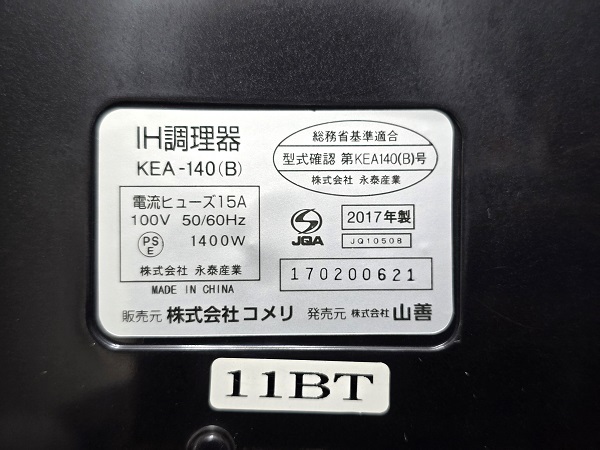 IH調理器
KEA-140(B)
総務省基準適合
型式確認 第KEA140(B)号
株式会社 永泰産業
電流ヒューズ15A
100V 50/60Hz
PS
E
1400W
株式会社 永泰産業
MADE IN CHINA
JQA
2017年製
JQ10508
170200621
販売元 株式会社 コメリ 発売元 株式会社 山善
11BT